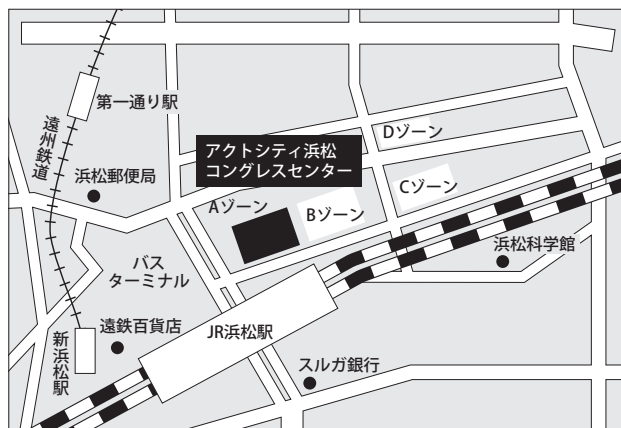 第一通り駅
遠州鉄道
Dゾーン
アクトシティ浜松
コングレスセンター
浜松郵便局
Cゾーン
Aゾーン
Bゾーン
浜松科学館
バス
ターミナル
遠鉄百貨店
JR浜松駅
新浜松駅
スルガ銀行